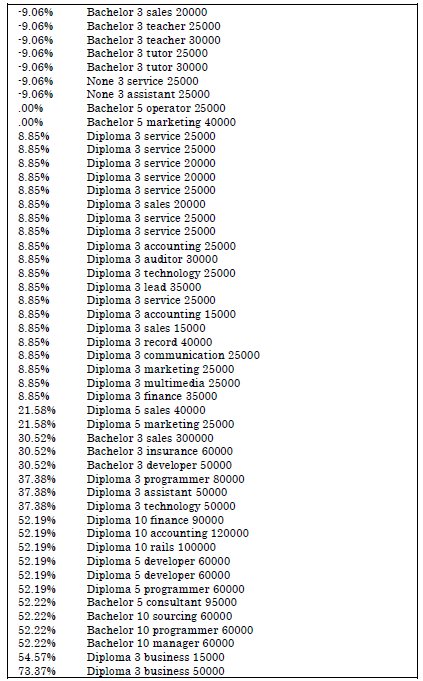 -9.06% Bachelor 3 sales 20000
-9.06% Bachelor 3 teacher 25000
-9.06% Bachelor 3 teacher 30000
-9.06% Bachelor 3 tutor 25000
-9.06% Bachelor 3 tutor 30000
-9.06% None 3 service 25000
-9.06% None 3 assistant 25000
.00% Bachelor 5 operator 25000
.00% Bachelor 5 marketing 40000
8.85% Diploma 3 service 25000
8.85% Diploma 3 service 25000
8.85% Diploma 3 service 20000
8.85% Diploma 3 service 20000
8.85% Diploma 3 service 25000
8.85% Diploma 3 sales 20000
8.85% Diploma 3 service 25000
8.85% Diploma 3 service 25000
8.85% Diploma 3 accounting 25000
8.85% Diploma 3 auditor 30000
8.85% Diploma 3 technology 25000
8.85% Diploma 3 lead 35000
8.85% Diploma 3 service 25000
8.85% Diploma 3 accounting 15000
8.85% Diploma 3 sales 15000
8.85% Diploma 3 record 40000
8.85% Diploma 3 communication 25000
8.85% Diploma 3 marketing 25000
8.85% Diploma 3 multimedia 25000
8.85% Diploma 3 finance 35000
21.58% Diploma 5 sales 40000
21.58% Diploma 5 marketing 25000
30.52% Bachelor 3 sales 300000
30.52% Bachelor 3 insurance 60000
30.52% Bachelor 3 developer 50000
37.38% Diploma 3 programmer 80000
37.38% Diploma 3 assistant 50000
37.38% Diploma 3 technology 50000
52.19% Diploma 10 finance 90000
52.19% Diploma 10 accounting 120000
52.19% Diploma 10 rails 100000
52.19% Diploma 5 developer 60000
52.19% Diploma 5 developer 60000
52.19% Diploma 5 programmer 60000
52.22% Bachelor 5 consultant 95000
52.22% Bachelor 10 sourcing 60000
52.22% Bachelor 10 programmer 60000
52.22% Bachelor 10 manager 60000
54.57% Diploma 3 business 15000
73.37% Diploma 3 business 50000